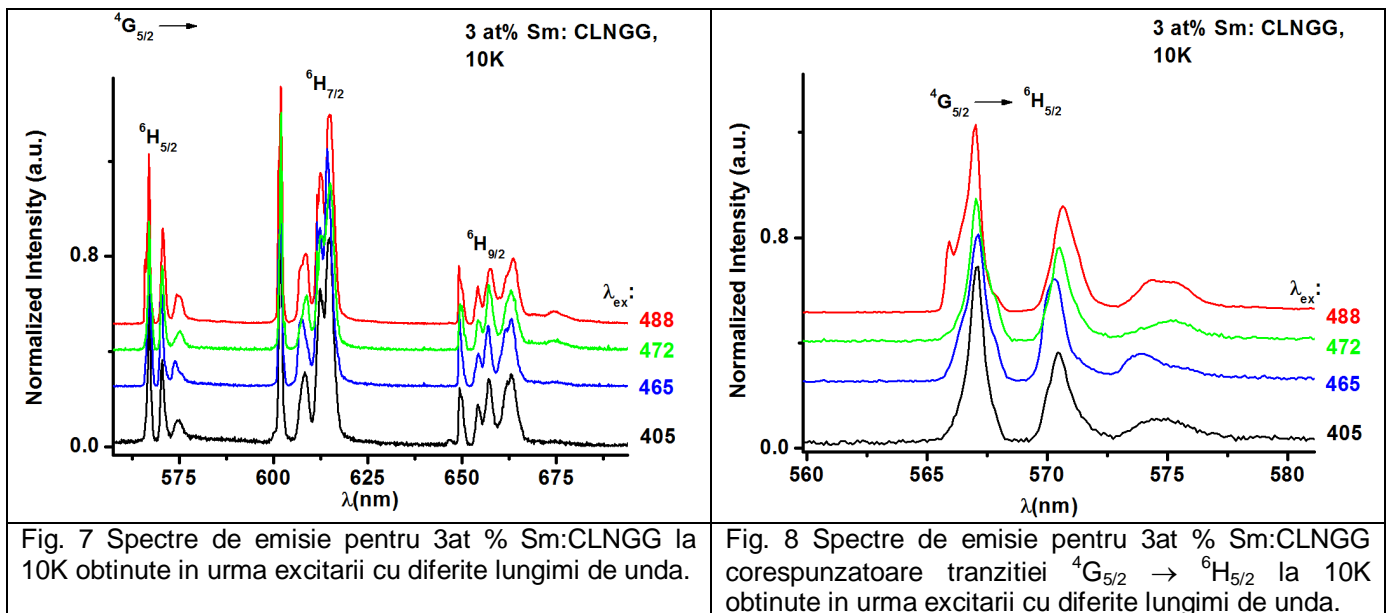 ⁴G₅/₂ →
3 at% Sm: CLNGG,
10K
⁶H₇/₂
⁶H₅/₂
⁶H₉/₂
Normalized Intensity (a.u.)
0.8
0.0
λex:
488
472
465
405
575 600 625 650 675
λ(nm)
Fig. 7 Spectre de emisie pentru 3at % Sm:CLNGG la
10K obtinute in urma excitarii cu diferite lungimi de unda.
3 at% Sm: CLNGG,
10K
⁴G₅/₂ → ⁶H₅/₂
Normalized Intensity (a.u.)
0.8
0.0
λex:
488
472
465
405
560 565 570 575 580
λ(nm)
Fig. 8 Spectre de emisie pentru 3at % Sm:CLNGG
corespunzatoare tranzitiei ⁴G₅/₂ → ⁶H₅/₂ la 10K
obtinute in urma excitarii cu diferite lungimi de unda.